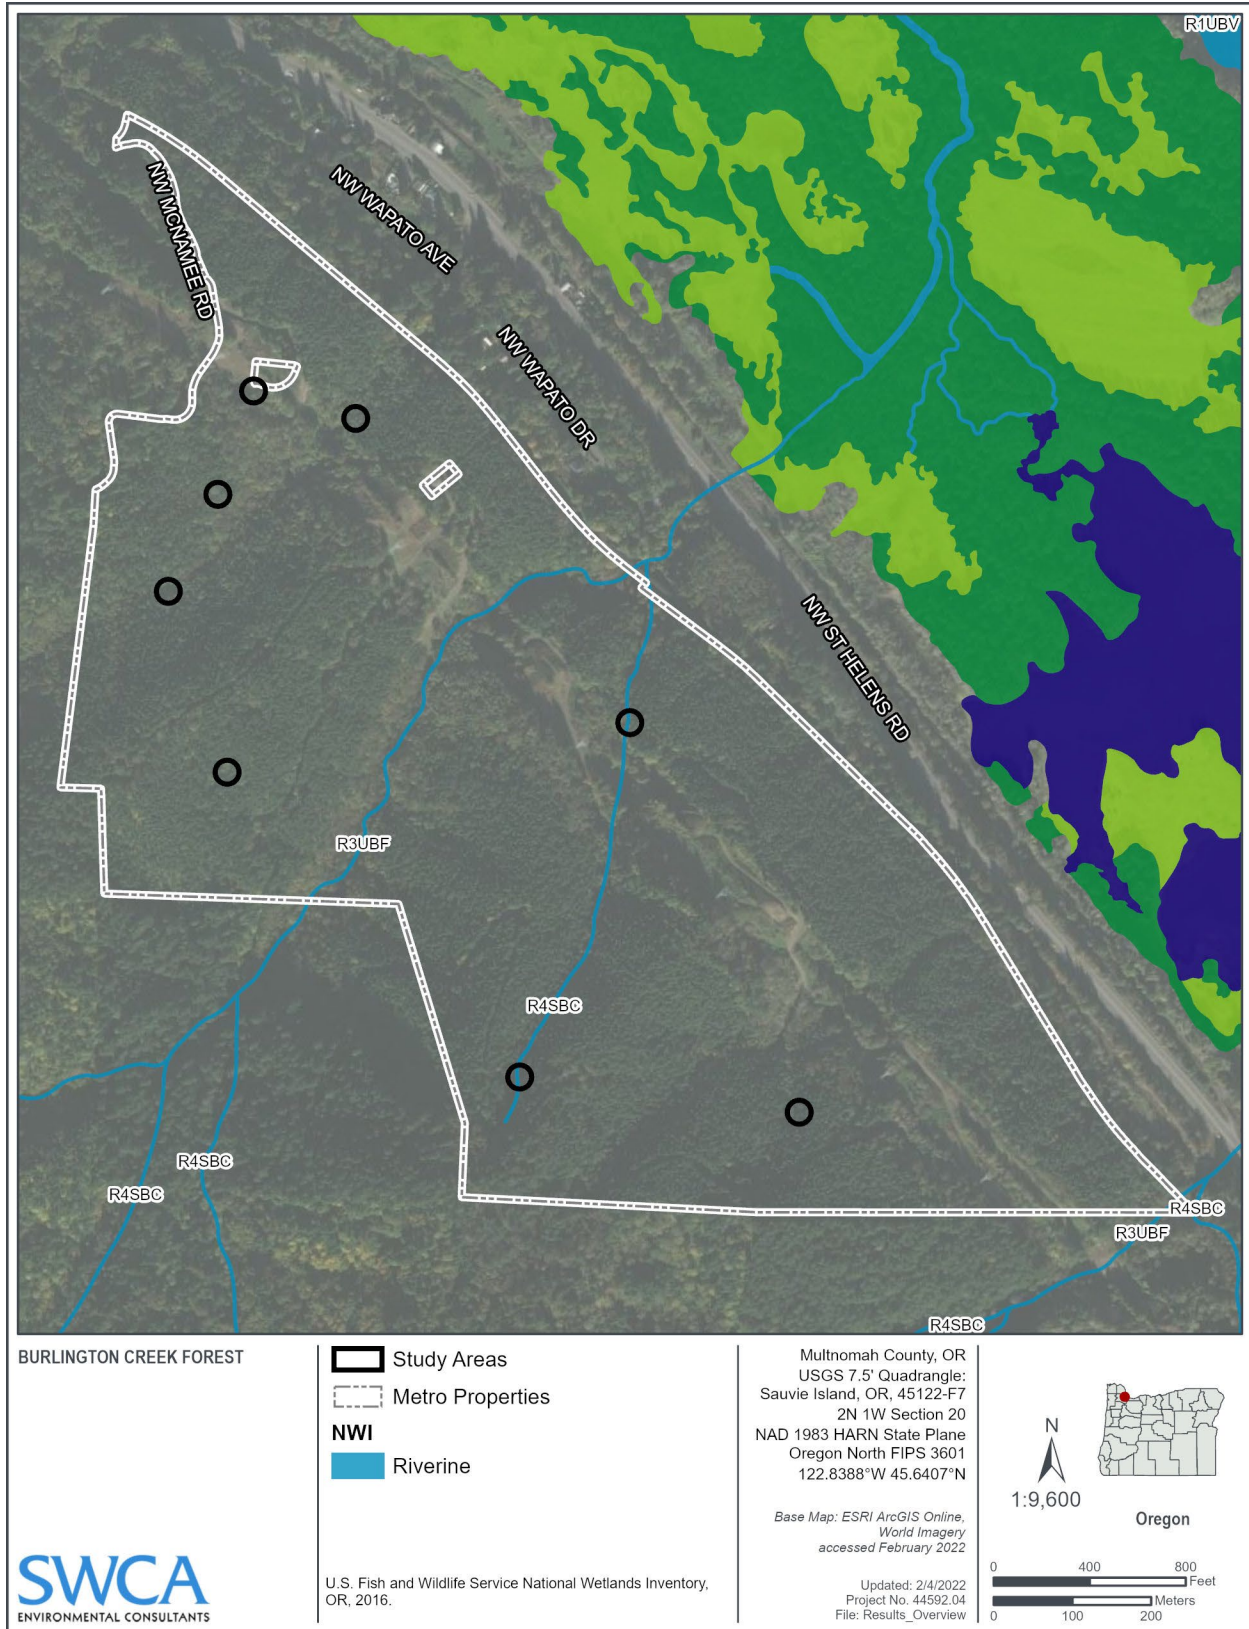 R1UBV
NW MCNAMEE RD
NW WAPATO AVE
NW WAPATO DR
NW ST HELENS RD
R3UBF
R4SBC
R4SBC
R4SBC
R4SBC
R3UBF
R4SBC
BURLINGTON CREEK FOREST
SWCA
ENVIRONMENTAL CONSULTANTS
Study Areas
Metro Properties
NWI
Riverine
U.S. Fish and Wildlife Service National Wetlands Inventory,
OR, 2016.
Multnomah County, OR
USGS 7.5' Quadrangle:
Sauvie Island, OR, 45122-F7
2N 1W Section 20
NAD 1983 HARN State Plane
Oregon North FIPS 3601
122.8388°W 45.6407°N
Base Map: ESRI ArcGIS Online,
World Imagery
accessed February 2022
Updated: 2/4/2022
Project No. 44592.04
File: Results_Overview
N
1:9,600
Oregon
0 400 800
Feet
Meters
0 100 200